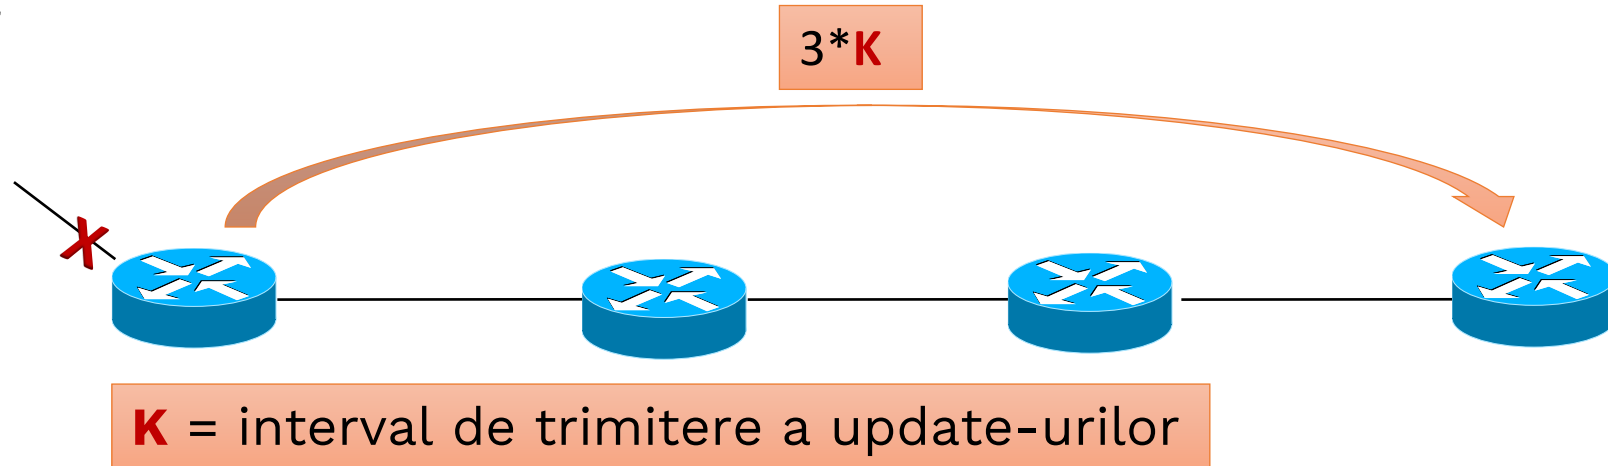 3*K
X
K = interval de trimitere a update-urilor